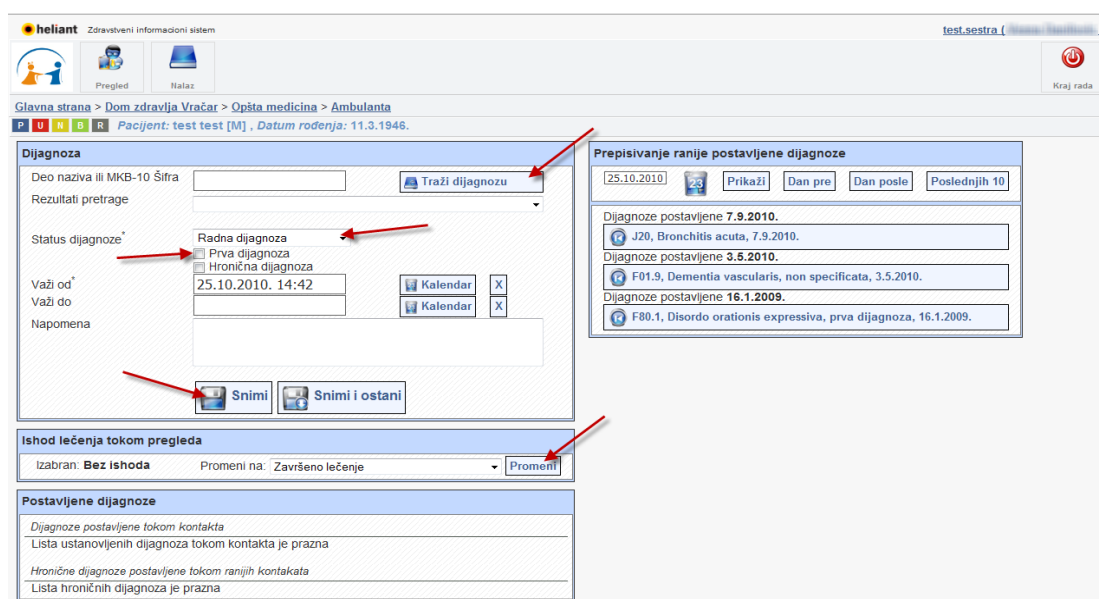 heliant Zdravstveni informacioni sistem
test.sestra (
Pregled
Nalaz
Kraj rada
Glavna strana > Dom zdravlja Vračar > Opšta medicina > Ambulanta
P U N B R Pacijent: test test [M] , Datum rođenja: 11.3.1946.
Dijagnoza
Deo naziva ili MKB-10 Šifra
Traži dijagnozu
Rezultati pretrage
Status dijagnoze*
Radna dijagnoza
Prva dijagnoza
Hronična dijagnoza
Važi od*
25.10.2010. 14:42
Kalendar X
Važi do
Kalendar X
Napomena
Snimi
Snimi i ostani
Ishod lečenja tokom pregleda
Izabran: Bez ishoda
Promeni na: Završeno lečenje
Promeni
Postavljene dijagnoze
Dijagnoze postavljene tokom kontakta
Lista ustanovljenih dijagnoza tokom kontakta je prazna
Hronične dijagnoze postavljene tokom ranijih kontakata
Lista hroničnih dijagnoza je prazna
Prepisivanje ranije postavljene dijagnoze
25.10.2010
23
Prikaži
Dan pre
Dan posle
Poslednjih 10
Dijagnoze postavljene 7.9.2010.
J20, Bronchitis acuta, 7.9.2010.
Dijagnoze postavljene 3.5.2010.
F01.9, Dementia vascularis, non specificata, 3.5.2010.
Dijagnoze postavljene 16.1.2009.
F80.1, Disordo orationis expressiva, prva dijagnoza, 16.1.2009.